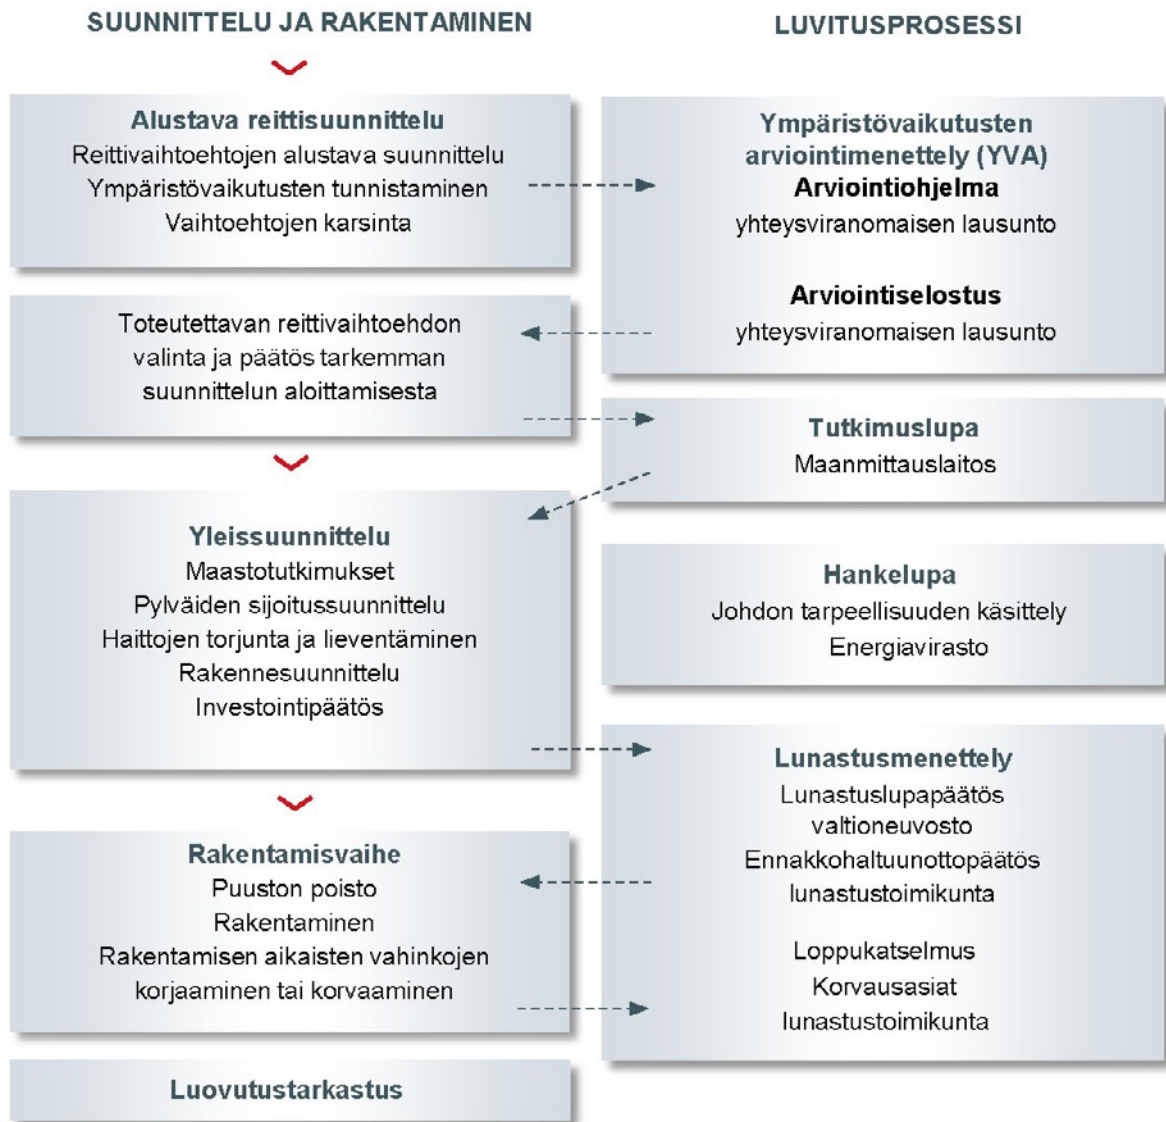 SUUNNITTELU JA RAKENTAMINEN
Alustava reittisuunnittelu
Reittivaihtoehtojen alustava suunnittelu
Ympäristövaikutusten tunnistaminen
Vaihtoehtojen karsinta
Toteutettavan reittivaihtoehdon
valinta ja päätös tarkemman
suunnittelun aloittamisesta
Yleissuunnittelu
Maastotutkimukset
Pylväiden sijoitussuunnittelu
Haittojen torjunta ja lieventäminen
Rakennesuunnittelu
Investointipäätös
Rakentamisvaihe
Puuston poisto
Rakentaminen
Rakentamisen aikaisten vahinkojen
korjaaminen tai korvaaminen
Luovutustarkastus
LUVITUSPROSESSI
Ympäristövaikutusten
arviointimenettely (YVA)
Arviointiohjelma
yhteysviranomaisen lausunto
Arviointiselostus
yhteysviranomaisen lausunto
Tutkimuslupa
Maanmittauslaitos
Hankelupa
Johdon tarpeellisuuden käsittely
Energiavirasto
Lunastusmenettely
Lunastuslupapäätös
valtioneuvosto
Ennakkohaltuunottopäätös
lunastustoimikunta
Loppukatselmus
Korvausasiat
lunastustoimikunta